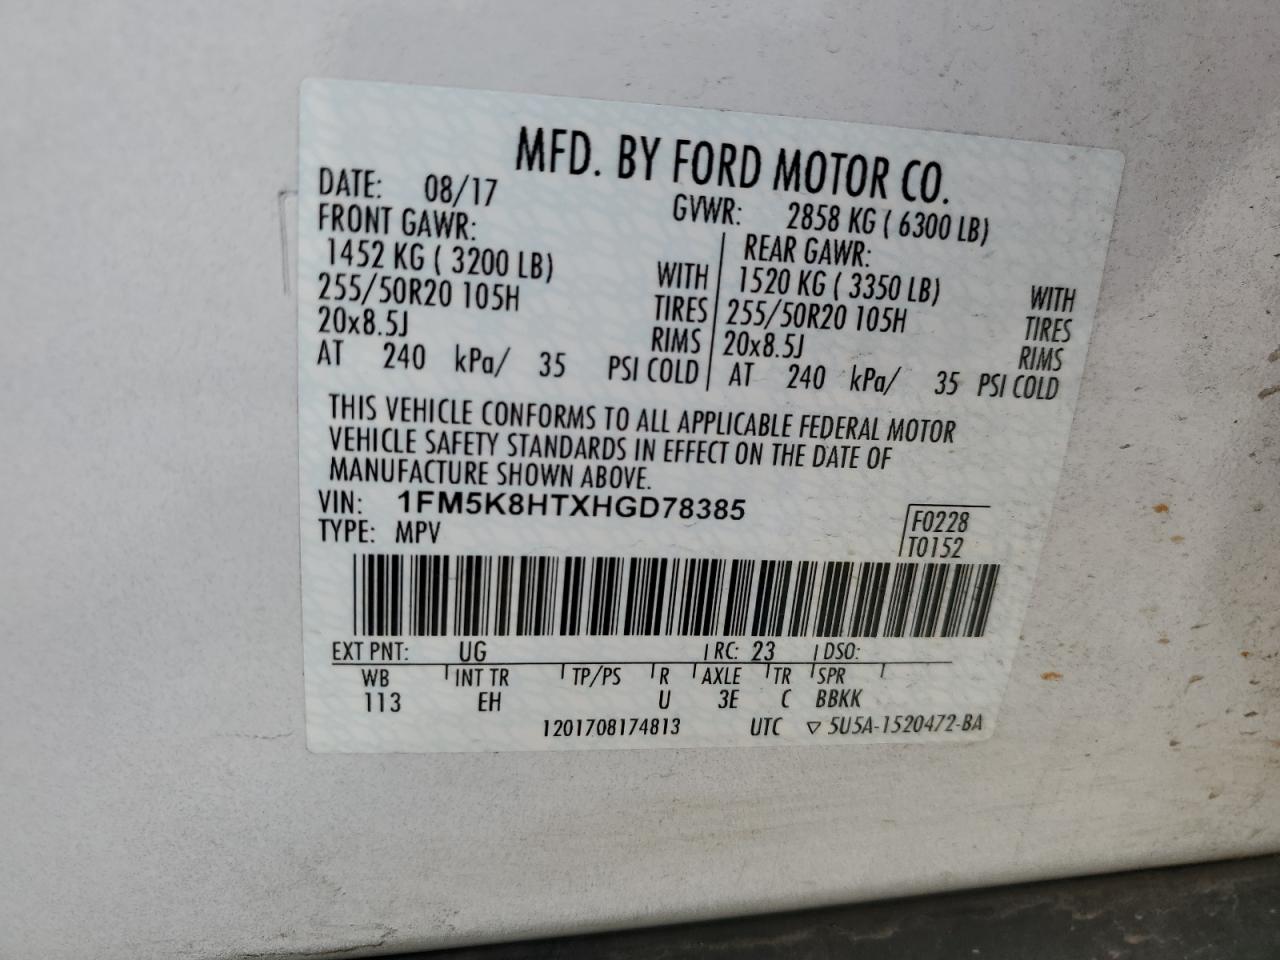 MFD. BY FORD MOTOR CO.
DATE: 08/17 GVWR: 2858 KG ( 6300 LB)
FRONT GAWR: REAR GAWR:
1452 KG ( 3200 LB) WITH 1520 KG ( 3350 LB) WITH
255/50R20 105H TIRES 255/50R20 105H TIRES
20x8.5J RIMS 20x8.5J RIMS
AT 240 kPa/ 35 PSI COLD AT 240 kPa/ 35 PSI COLD
THIS VEHICLE CONFORMS TO ALL APPLICABLE FEDERAL MOTOR
VEHICLE SAFETY STANDARDS IN EFFECT ON THE DATE OF
MANUFACTURE SHOWN ABOVE.
VIN: 1FM5K8HTXHGD78385 F0228
TYPE: MPV T0152
EXT PNT: UG RC: 23 DSO:
WB INT TR TP/PS R AXLE TR SPR
113 EH U 3E C BBKK
1201708174813 UTC ▽ 5U5A-1520472-BA